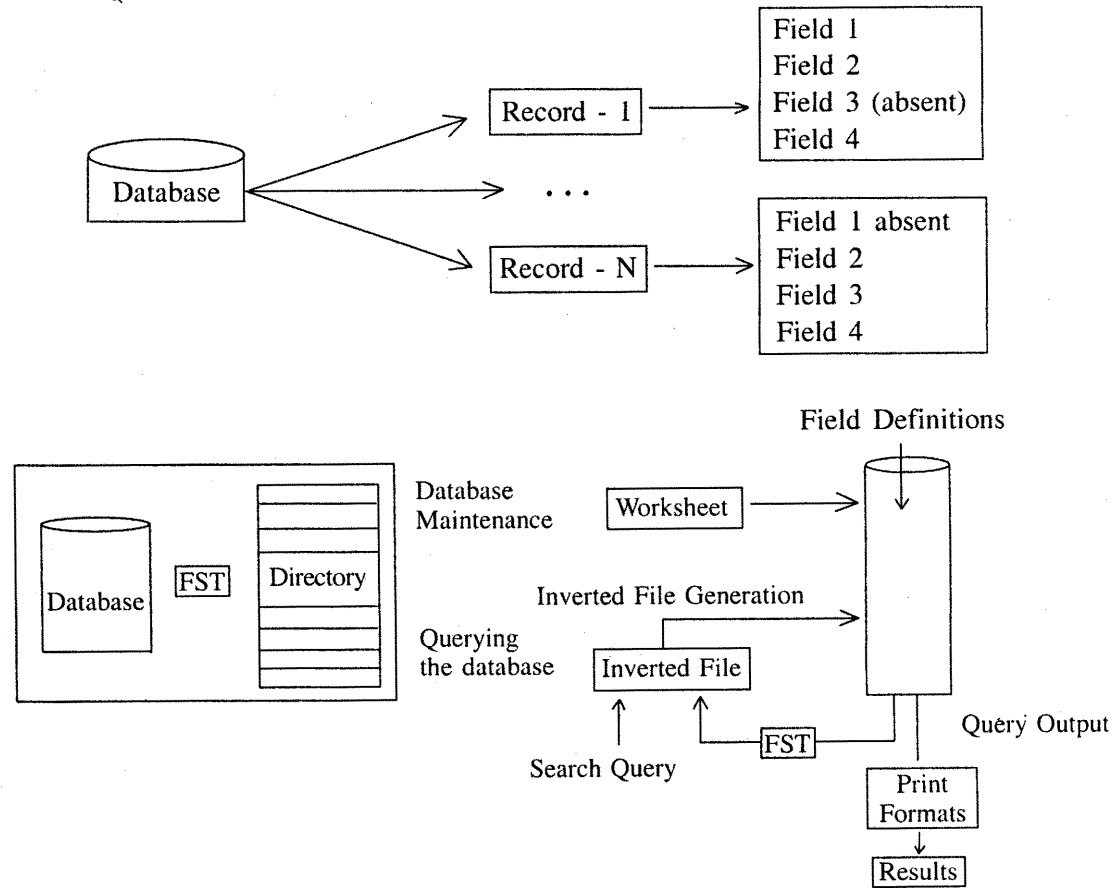 Field 1
Field 2
Field 3 (absent)
Field 4
Record - 1
Database
. . .
Record - N
Field 1 absent
Field 2
Field 3
Field 4
Field Definitions
Database
FST
Directory
Database
Maintenance
Querying
the database
Worksheet
Inverted File Generation
Inverted File
Search Query
FST
Query Output
Print
Formats
Results